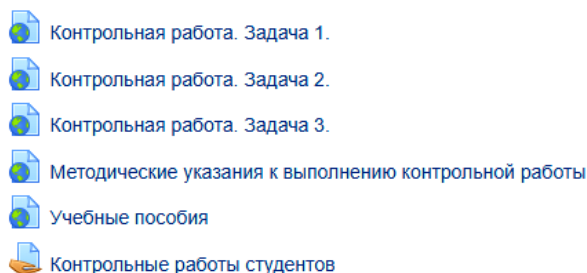 Контрольная работа. Задача 1.
Контрольная работа. Задача 2.
Контрольная работа. Задача 3.
Методические указания к выполнению контрольной работы
Учебные пособия
Контрольные работы студентов